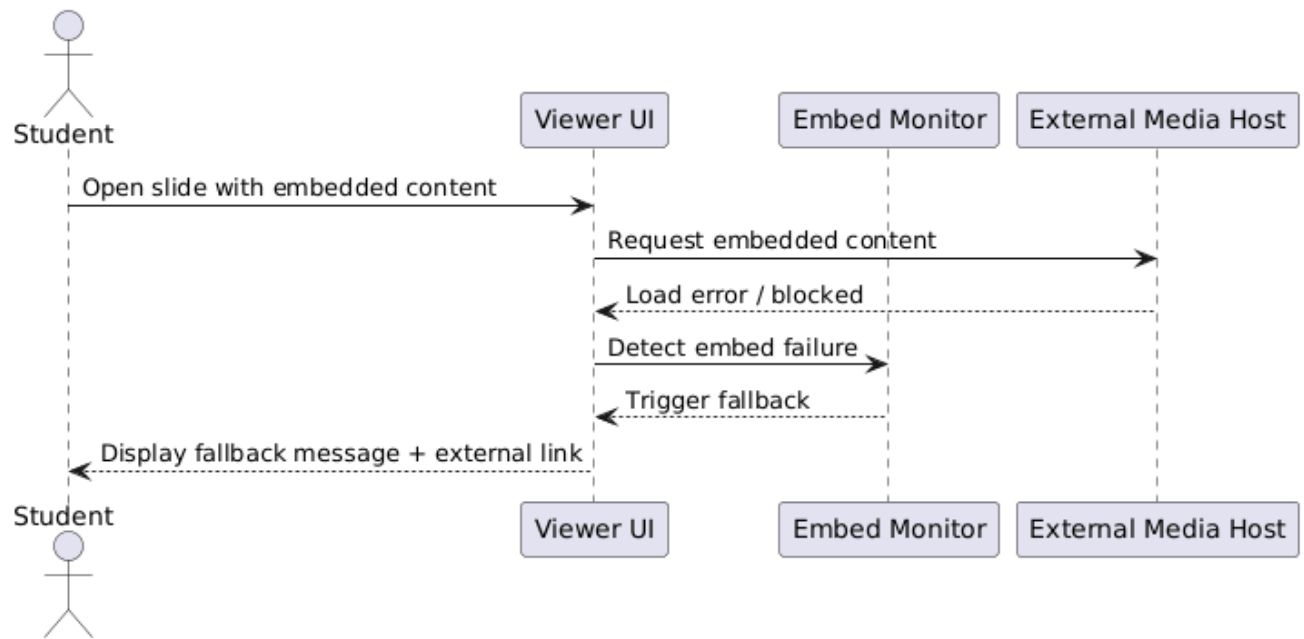 Student
Viewer UI
Embed Monitor
External Media Host
Open slide with embedded content
Request embedded content
Load error / blocked
Detect embed failure
Trigger fallback
Display fallback message + external link
Student
Viewer UI
Embed Monitor
External Media Host